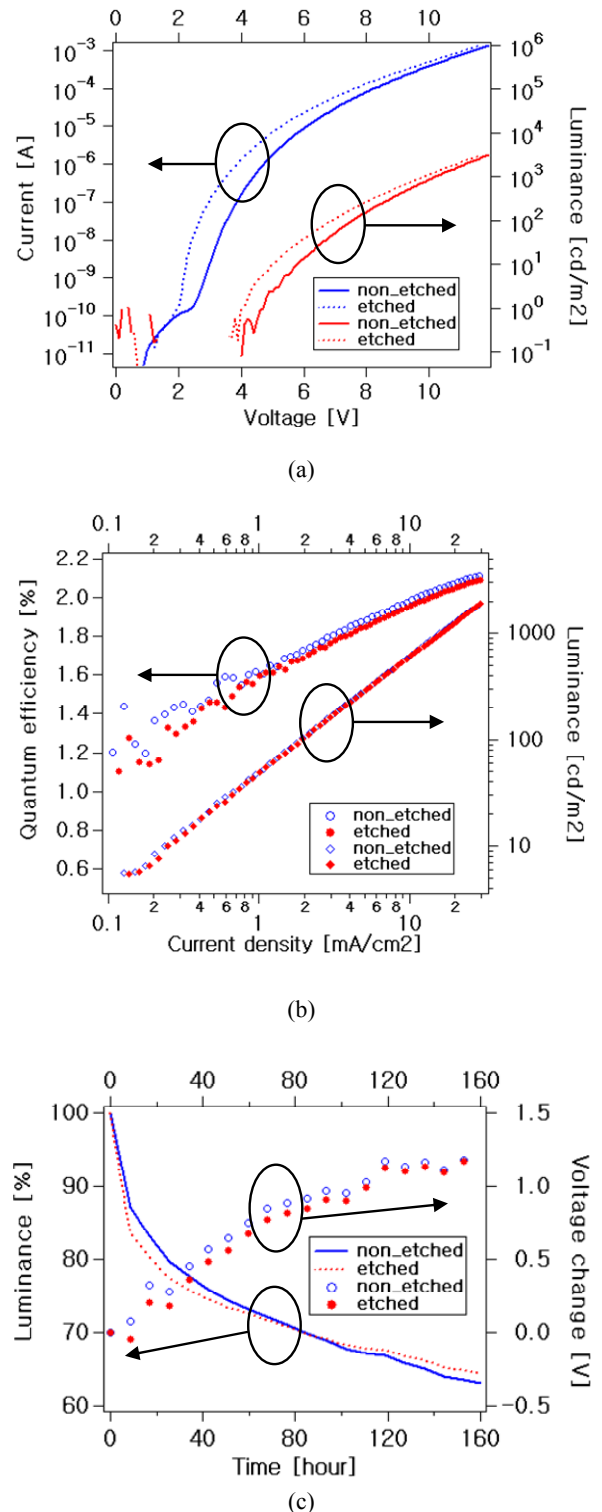 0 2 4 6 8 10
10^-3
10^-4
10^-5
10^-6
10^-7
10^-8
10^-9
10^-10
10^-11
Current [A]
10^6
10^5
10^4
10^3
10^2
10^1
10^0
10^-1
Luminance [cd/m2]
non_etched
etched
non_etched
etched
0 2 4 6 8 10
Voltage [V]
(a)
0.1 2 4 6 8 1 2 4 6 8 10 2
2.2
2.0
1.8
1.6
1.4
1.2
1.0
0.8
0.6
Quantum efficiency [%]
1000
100
10
Luminance [cd/m2]
non_etched
etched
non_etched
etched
0.1 2 4 6 8 1 2 4 6 8 10 2
Current density [mA/cm2]
(b)
0 40 80 120 160
100
90
80
70
60
Luminance [%]
1.5
1.0
0.5
0.0
-0.5
Voltage change [V]
non_etched
etched
non_etched
etched
0 40 80 120 160
Time [hour]
(c)